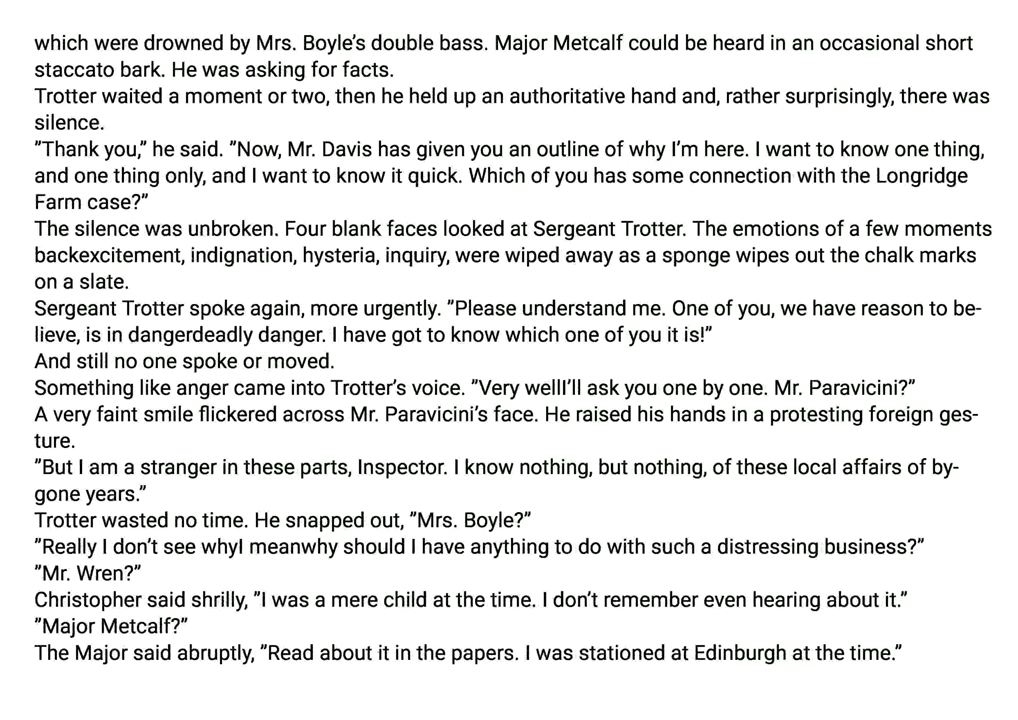 which were drowned by Mrs. Boyle's double bass. Major Metcalf could be heard in an occasional short
staccato bark. He was asking for facts.
Trotter waited a moment or two, then he held up an authoritative hand and, rather surprisingly, there was
silence.
”Thank you,” he said. ”Now, Mr. Davis has given you an outline of why I'm here. I want to know one thing,
and one thing only, and I want to know it quick. Which of you has some connection with the Longridge
Farm case?”
The silence was unbroken. Four blank faces looked at Sergeant Trotter. The emotions of a few moments
backexcitement, indignation, hysteria, inquiry, were wiped away as a sponge wipes out the chalk marks
on a slate.
Sergeant Trotter spoke again, more urgently. ”Please understand me. One of you, we have reason to be-
lieve, is in dangerdeadly danger. I have got to know which one of you it is!”
And still no one spoke or moved.
Something like anger came into Trotter's voice. ”Very wellI'll ask you one by one. Mr. Paravicini?”
A very faint smile flickered across Mr. Paravicini's face. He raised his hands in a protesting foreign ges-
ture.
”But I am a stranger in these parts, Inspector. I know nothing, but nothing, of these local affairs of by-
gone years.”
Trotter wasted no time. He snapped out, ”Mrs. Boyle?”
”Really I don't see whyI meanwhy should I have anything to do with such a distressing business?”
”Mr. Wren?”
Christopher said shrilly, ”I was a mere child at the time. I don't remember even hearing about it.”
”Major Metcalf?”
The Major said abruptly, ”Read about it in the papers. I was stationed at Edinburgh at the time.”